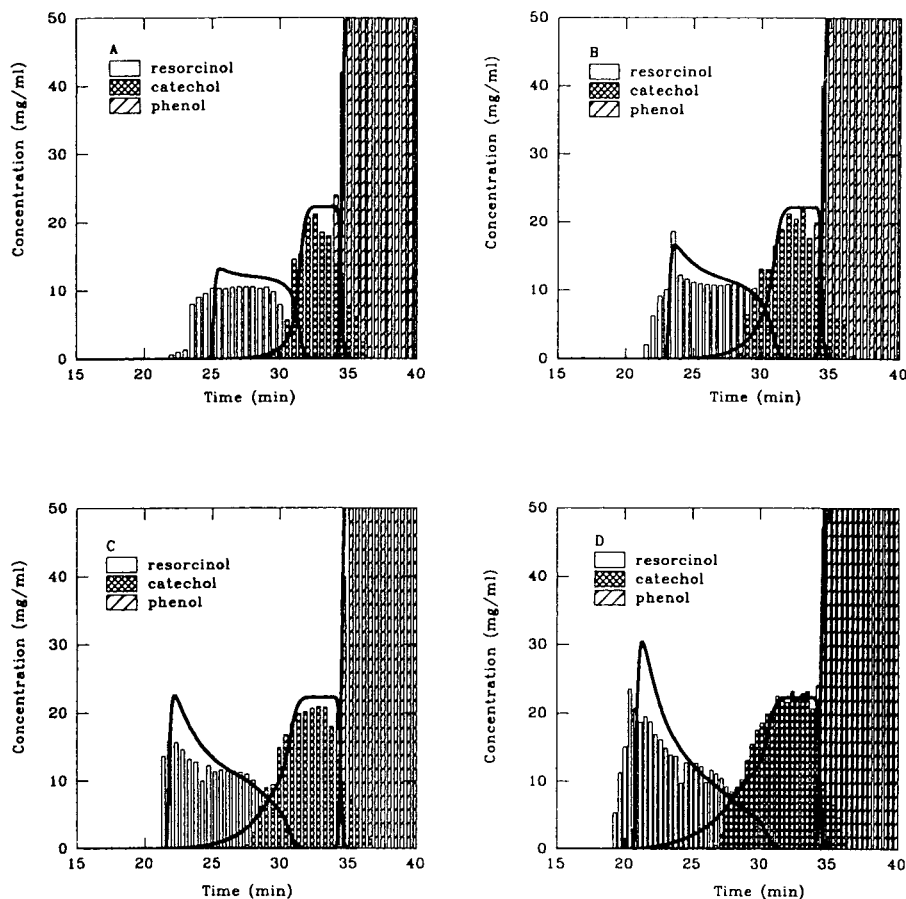 A
resorcinol
catechol
phenol
Concentration (mg/ml)
50
40
30
20
10
0
15 20 25 30 35 40
Time (min)
B
resorcinol
catechol
phenol
Concentration (mg/ml)
50
40
30
20
10
0
15 20 25 30 35 40
Time (min)
C
resorcinol
catechol
phenol
Concentration (mg/ml)
50
40
30
20
10
0
15 20 25 30 35 40
Time (min)
D
resorcinol
catechol
phenol
Concentration (mg/ml)
50
40
30
20
10
0
15 20 25 30 35 40
Time (min)